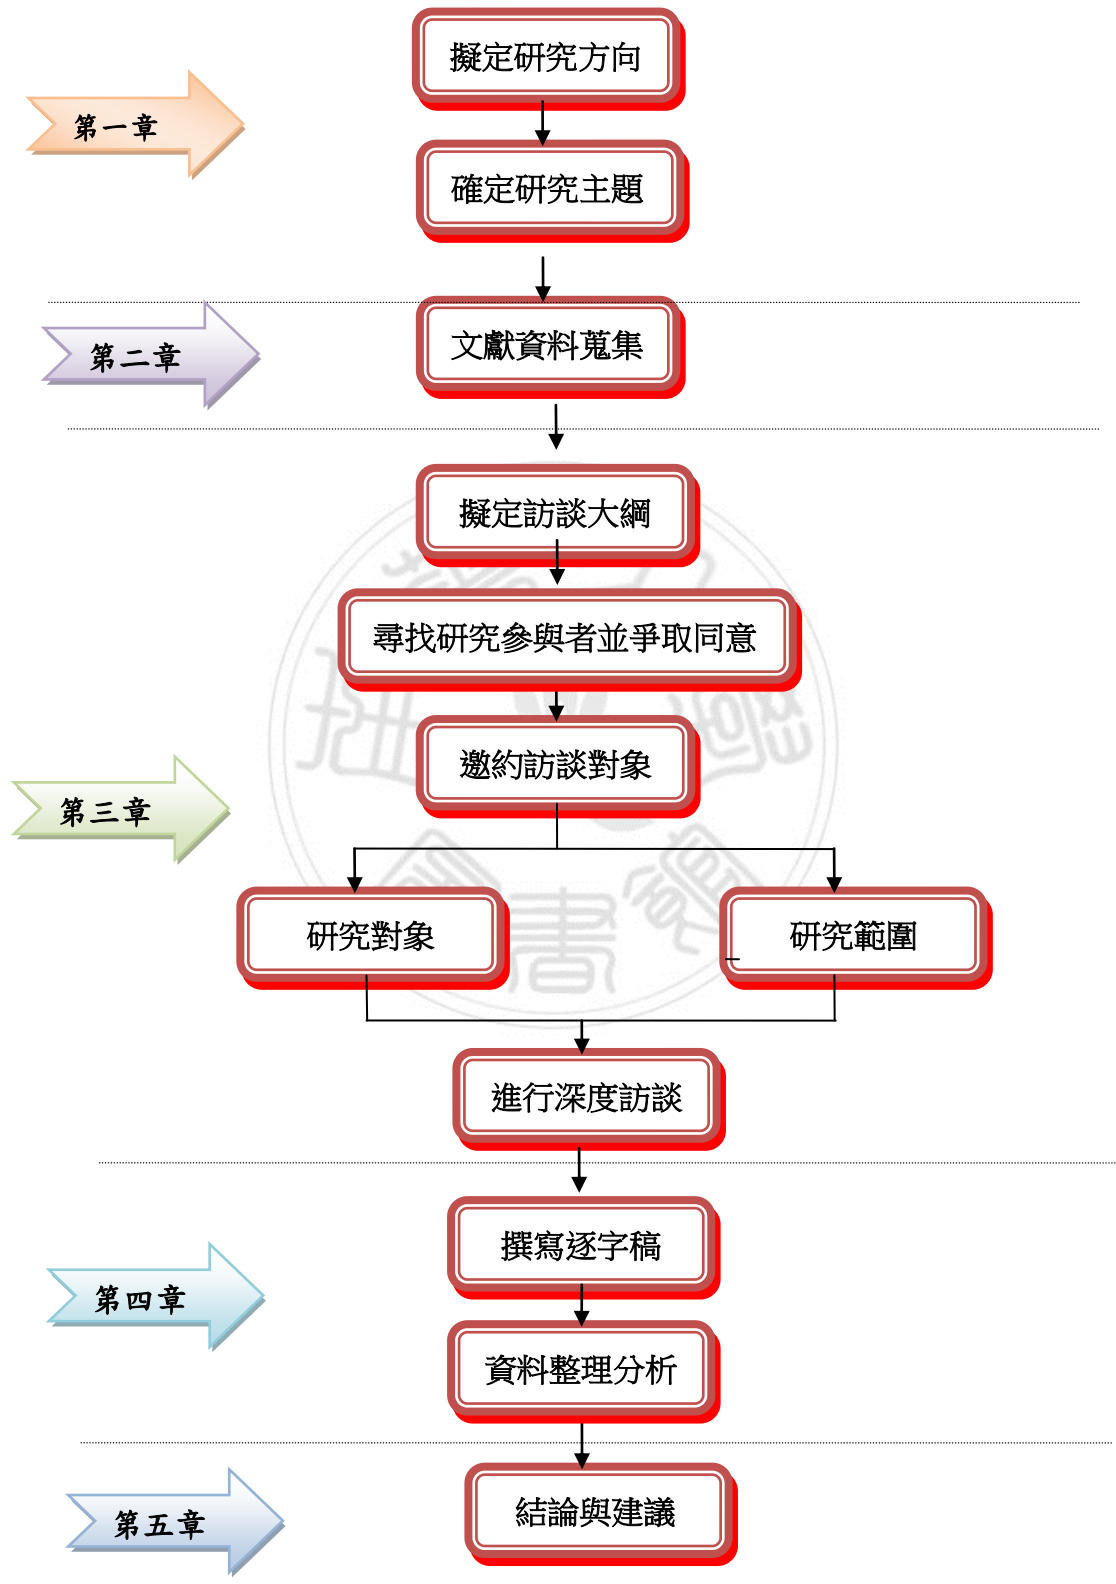 擬定研究方向
第一章
確定研究主題
文獻資料蒐集
第二章
擬定訪談大綱
尋找研究參與者並爭取同意
邀約訪談對象
第三章
研究對象
研究範圍
進行深度訪談
撰寫逐字稿
第四章
資料整理分析
結論與建議
第五章